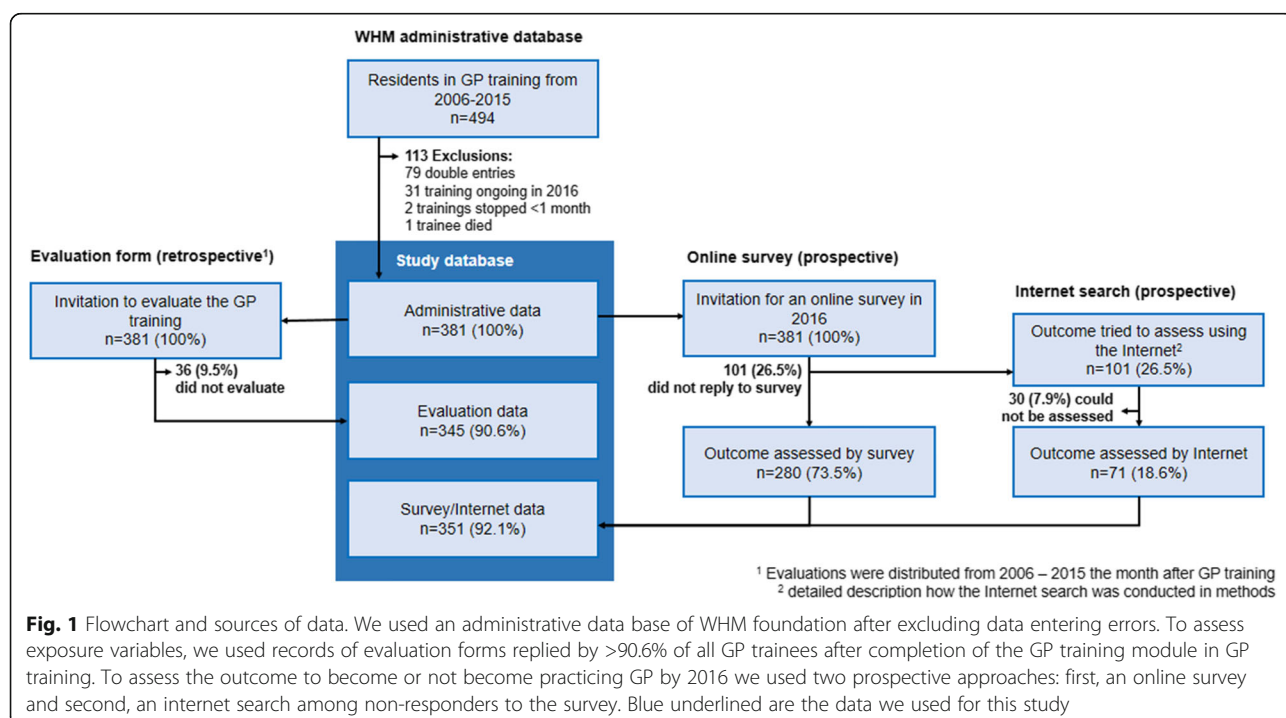 WHM administrative database
Residents in GP training from
2006-2015
n=494
113 Exclusions:
79 double entries
31 training ongoing in 2016
2 trainings stopped <1 month
1 trainee died
Evaluation form (retrospective¹)
Invitation to evaluate the GP
training
n=381 (100%)
36 (9.5%)
did not evaluate
Study database
Administrative data
n=381 (100%)
Evaluation data
n=345 (90.6%)
Survey/Internet data
n=351 (92.1%)
Online survey (prospective)
Invitation for an online survey in
2016
n=381 (100%)
101 (26.5%)
did not reply to survey
Outcome assessed by survey
n=280 (73.5%)
Internet search (prospective)
Outcome tried to assess using
the Internet²
n=101 (26.5%)
30 (7.9%) could
not be assessed
Outcome assessed by Internet
n=71 (18.6%)
¹ Evaluations were distributed from 2006 – 2015 the month after GP training
² detailed description how the Internet search was conducted in methods
Fig. 1 Flowchart and sources of data. We used an administrative data base of WHM foundation after excluding data entering errors. To assess
exposure variables, we used records of evaluation forms replied by >90.6% of all GP trainees after completion of the GP training module in GP
training. To assess the outcome to become or not become practicing GP by 2016 we used two prospective approaches: first, an online survey
and second, an internet search among non-responders to the survey. Blue underlined are the data we used for this study